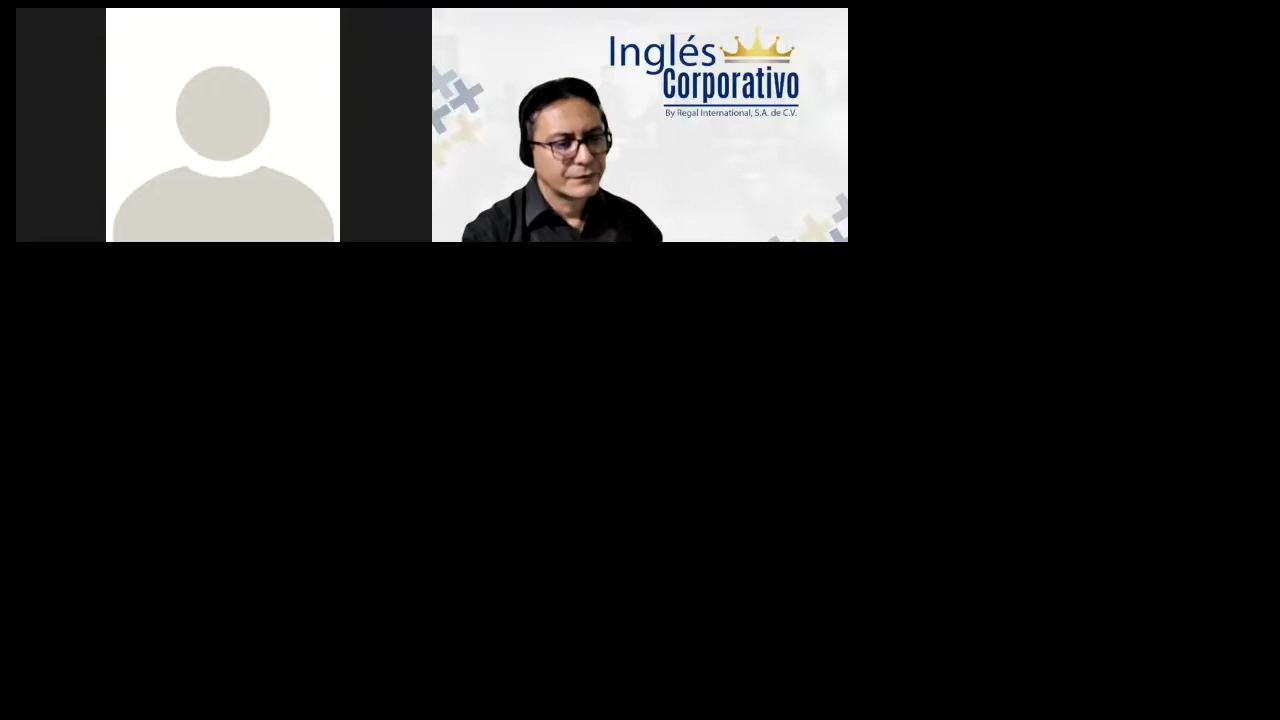 Inglés
Corporativo
By Regal International, S.A. de C.V.